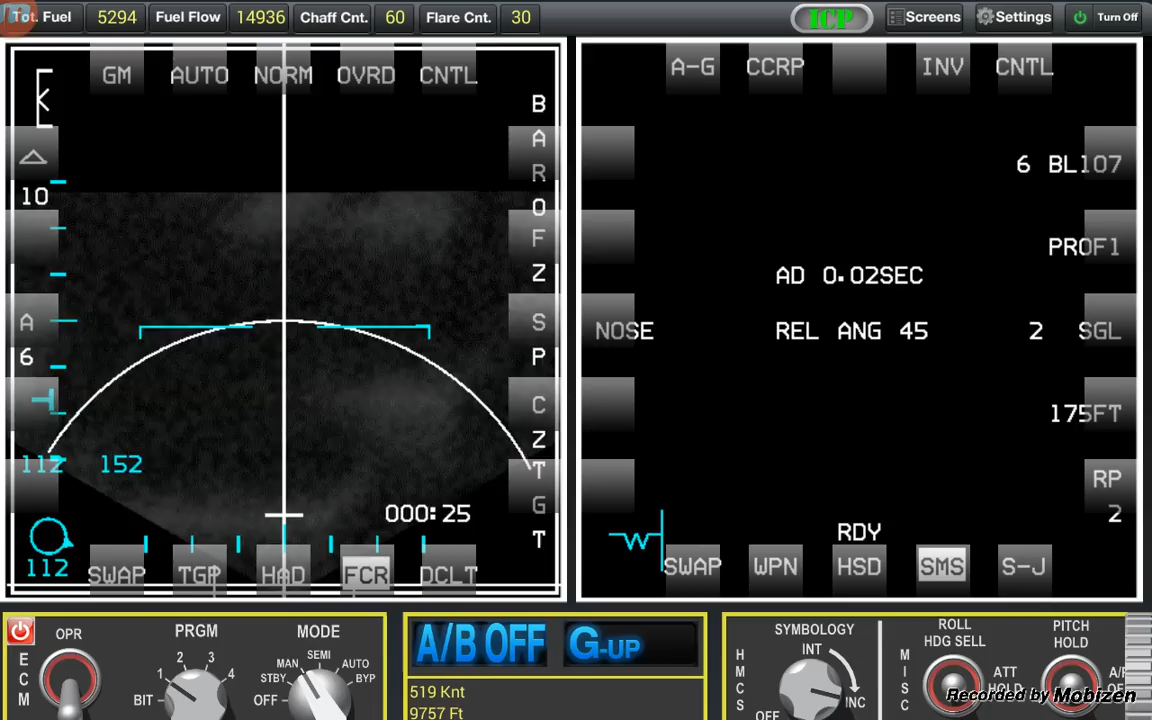 Tot. Fuel 5294 Fuel Flow 14936 Chaff Cnt. 60 Flare Cnt. 30 ICP Screens Settings Turn Off
GM AUTO NORM OVRD CNTL
B
A
R
O
F
Z
S
P
C
Z
T
G
T
10
A
6
112 152
000:25
112
SWAP TGP HAD FCR DCLT
A-G CCRP INV CNTL
6 BL107
PROF1
AD 0.02SEC
NOSE REL ANG 45 2 SGL
175FT
RP
2
RDY
W
SWAP WPN HSD SMS S-J
OPR
ECM
PRGM
BIT 1 2 3 4
MODE
OFF STBY MAN SEMI AUTO BYP
A/B OFF G-UP
519 Knt
9757 Ft
HMCS
SYMBOLOGY
INT
INC
OFF
MISC
ROLL
HDG SELL
ATT
HOLD
PITCH
HOLD
A/P
OFF
Recorded by Mobizen